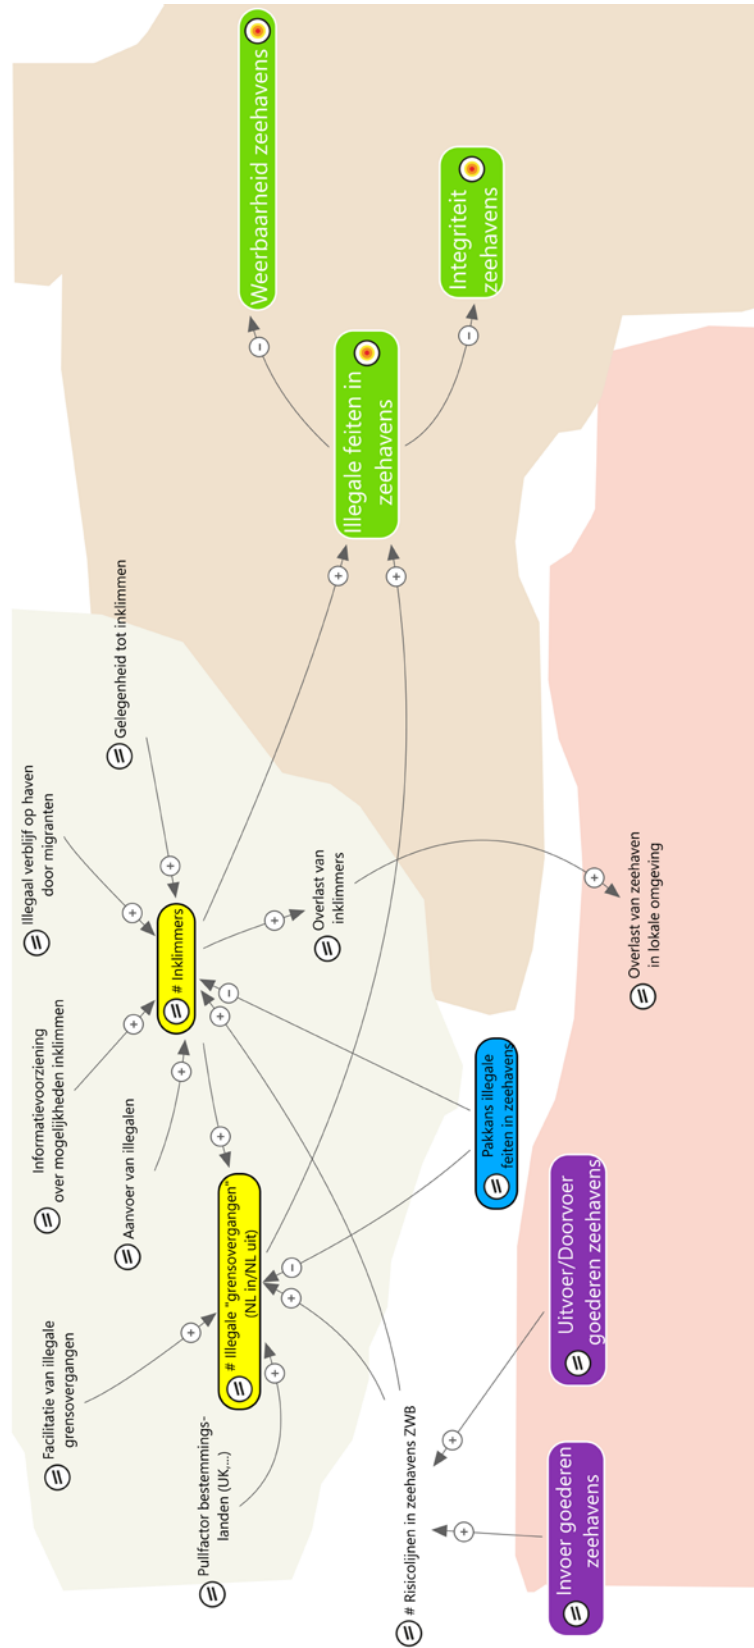 Facilitatie van illegale
grensovergangen
Informatievoorziening
over mogelijkheden inklimmen
Illegaal verblijf op haven
door migranten
Aanvoer van illegalen
Gelegenheid tot inklimmen
Pullfactor bestemmings-
landen (UK,...)
# Illegale "grensovergangen"
(NL in/NL uit)
# Inklimmers
Weerbaarheid zeehavens
Overlast van
inklimmers
Illegale feiten in
zeehavens
# Risicolijnen in zeehavens ZWB
Pakkans illegale
feiten in zeehavens
Integriteit
zeehavens
Invoer goederen
zeehavens
Uitvoer/Doorvoer
goederen zeehavens
Overlast van zeehaven
in lokale omgeving
+
+
+
+
+
+
+
+
−
+
−
+
+
+
−
−
+
+
+
+